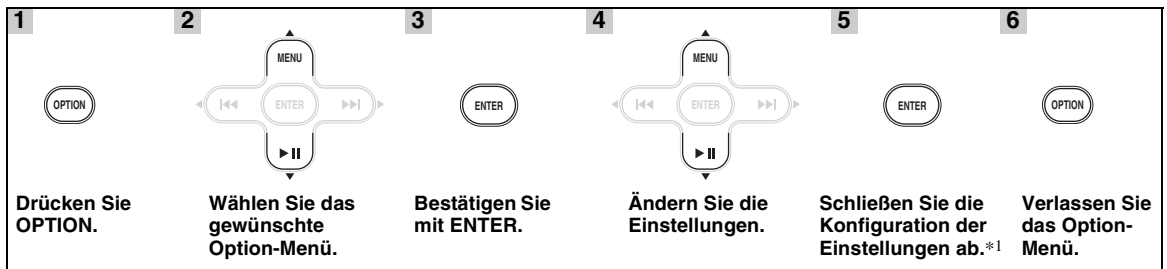 1
OPTION
Drücken Sie
OPTION.
2
MENU
ENTER
Wählen Sie das
gewünschte
Option-Menü.
3
ENTER
Bestätigen Sie
mit ENTER.
4
MENU
ENTER
Ändern Sie die
Einstellungen.
5
ENTER
Schließen Sie die
Konfiguration der
Einstellungen ab.*1
6
OPTION
Verlassen Sie
das Option-
Menü.